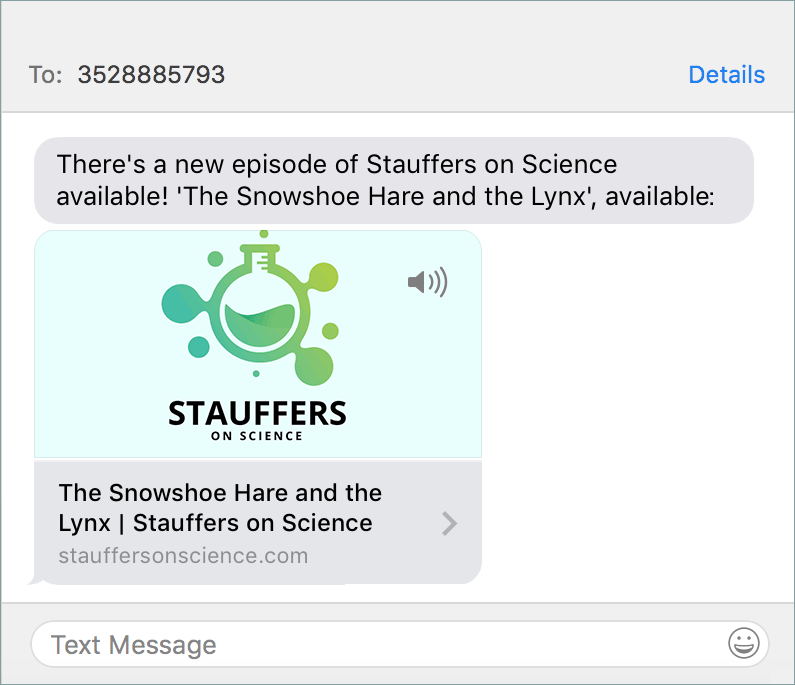 To: 3528885793
Details
There's a new episode of Stauffers on Science
available! 'The Snowshoe Hare and the Lynx', available:
STAUFFERS
ON SCIENCE
The Snowshoe Hare and the
Lynx | Stauffers on Science
stauffersonscience.com
Text Message